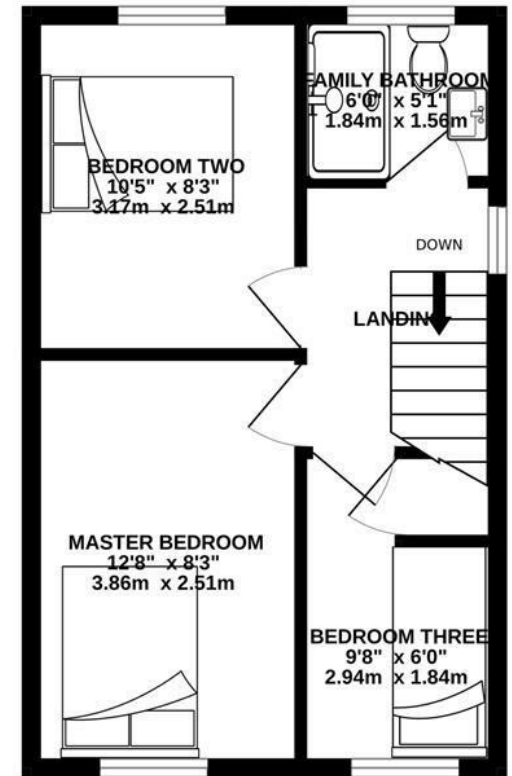 FAMILY BATHROOM
6'0" x 5'1"
1.84m x 1.56m
BEDROOM TWO
10'5" x 8'3"
3.17m x 2.51m
DOWN
LANDING
MASTER BEDROOM
12'8" x 8'3"
3.86m x 2.51m
BEDROOM THREE
9'8" x 6'0"
2.94m x 1.84m